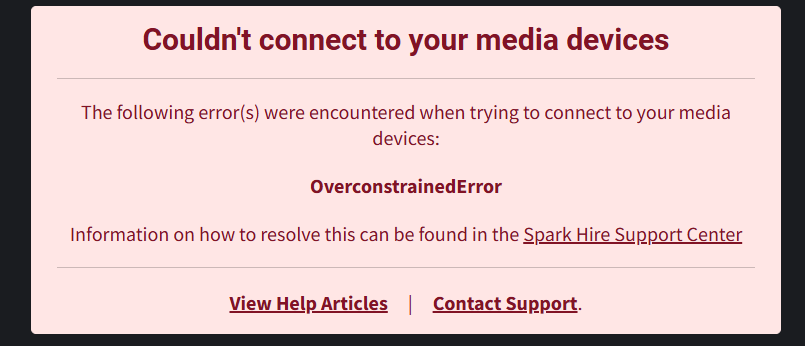 Couldn't connect to your media devices
The following error(s) were encountered when trying to connect to your media
devices:
OverconstrainedError
Information on how to resolve this can be found in the Spark Hire Support Center
View Help Articles | Contact Support.